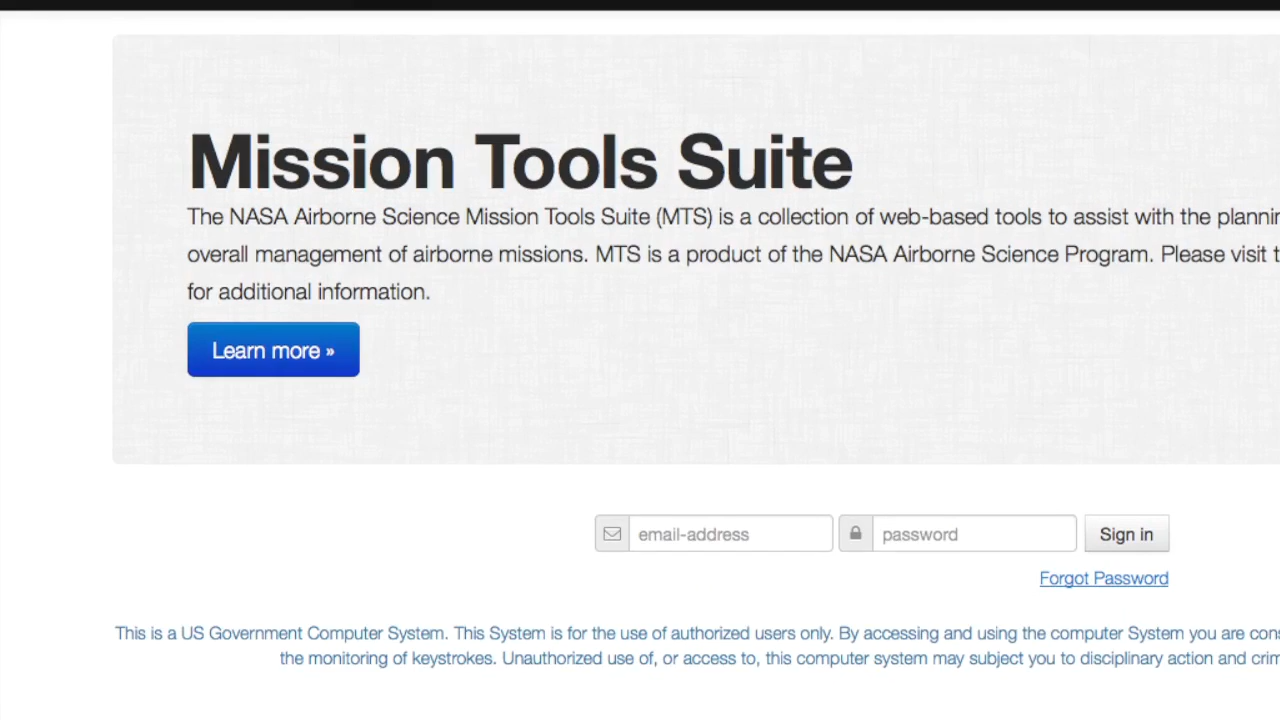 Mission Tools Suite
The NASA Airborne Science Mission Tools Suite (MTS) is a collection of web-based tools to assist with the
overall management of airborne missions. MTS is a product of the NASA Airborne Science Program. Please visit
for additional information.
Learn more »
email-address password Sign in
Forgot Password
This is a US Government Computer System. This System is for the use of authorized users only. By accessing and using the computer System you are
the monitoring of keystrokes. Unauthorized use of, or access to, this computer system may subject you to disciplinary action and